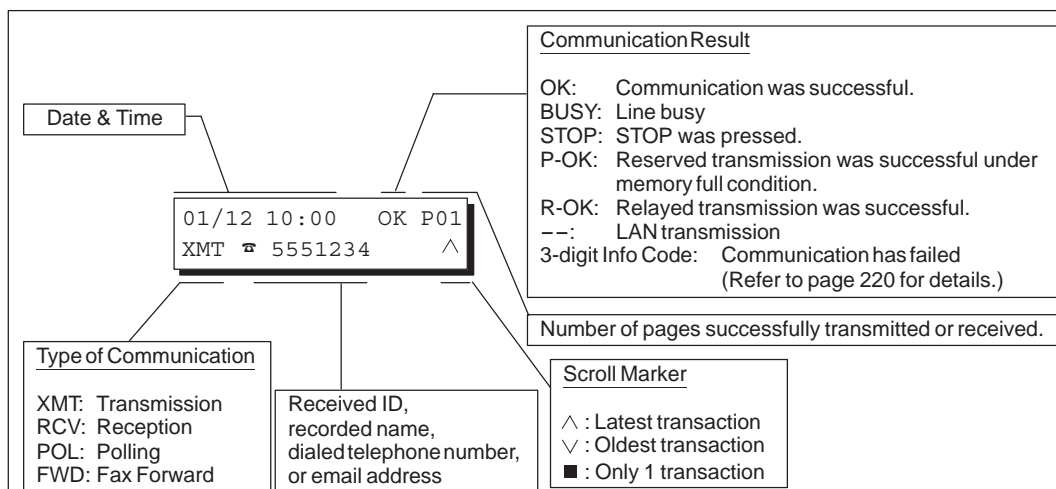 Communication Result
OK: Communication was successful.
BUSY: Line busy
STOP: STOP was pressed.
P-OK: Reserved transmission was successful under
memory full condition.
R-OK: Relayed transmission was successful.
--: LAN transmission
3-digit Info Code: Communication has failed
(Refer to page 220 for details.)
Date & Time
01/12 10:00 OK P01
XMT ☎ 5551234 ^
Number of pages successfully transmitted or received.
Type of Communication
XMT: Transmission
RCV: Reception
POL: Polling
FWD: Fax Forward
Received ID,
recorded name,
dialed telephone number,
or email address
Scroll Marker
∧ : Latest transaction
∨ : Oldest transaction
■ : Only 1 transaction